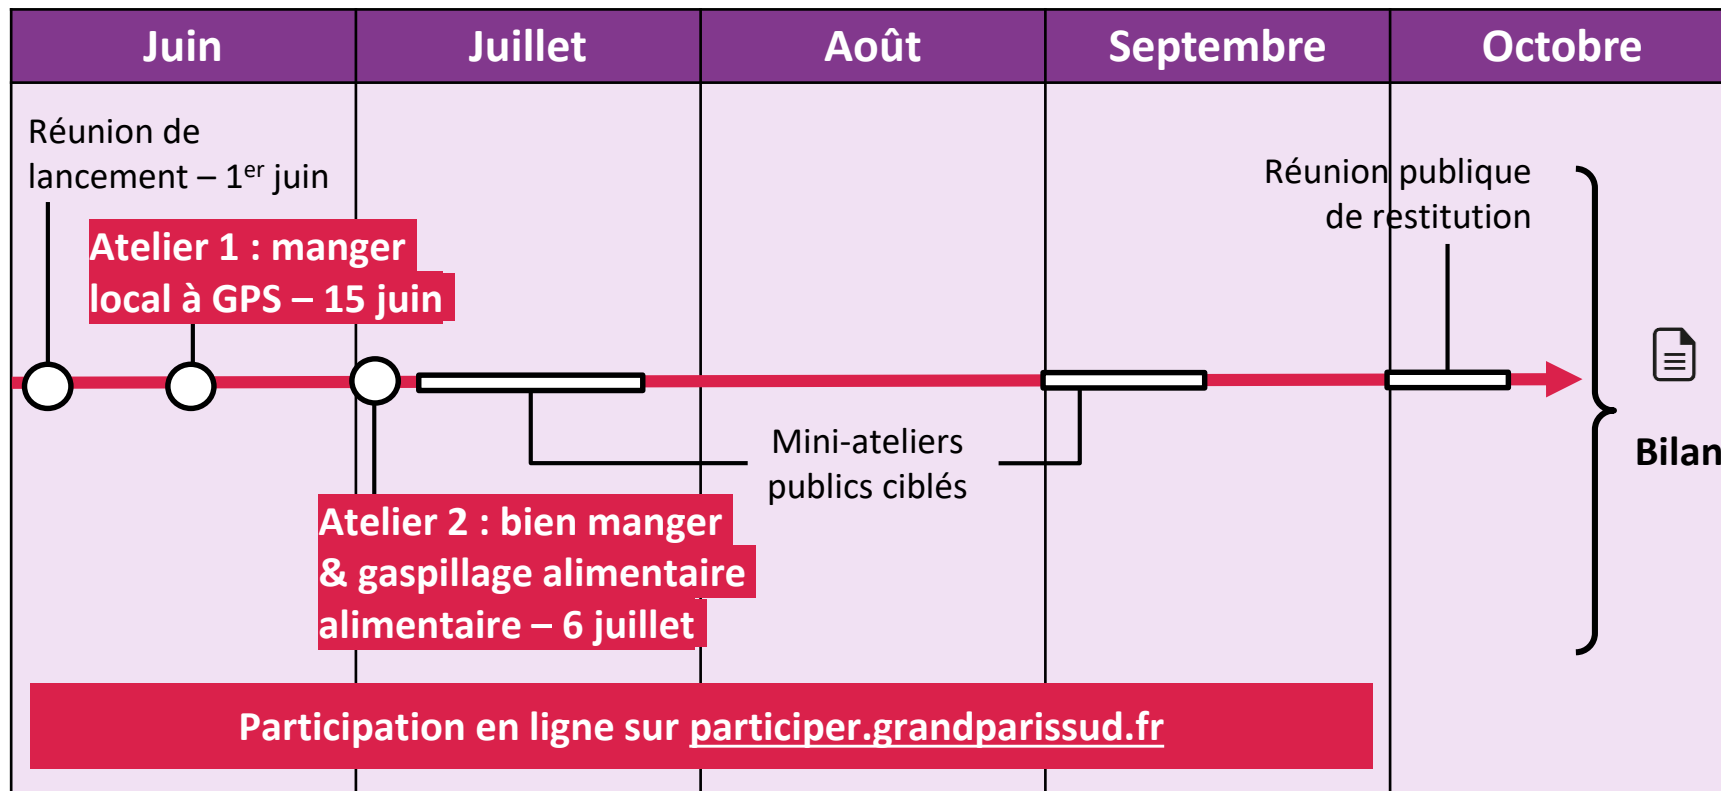 Juin
Juillet
Août
Septembre
Octobre
Réunion de
lancement – 1er juin
Atelier 1 : manger
local à GPS – 15 juin
Réunion publique
de restitution
Mini-ateliers
publics ciblés
Bilan
Atelier 2 : bien manger
& gaspillage alimentaire
alimentaire – 6 juillet
Participation en ligne sur participer.grandparissud.fr